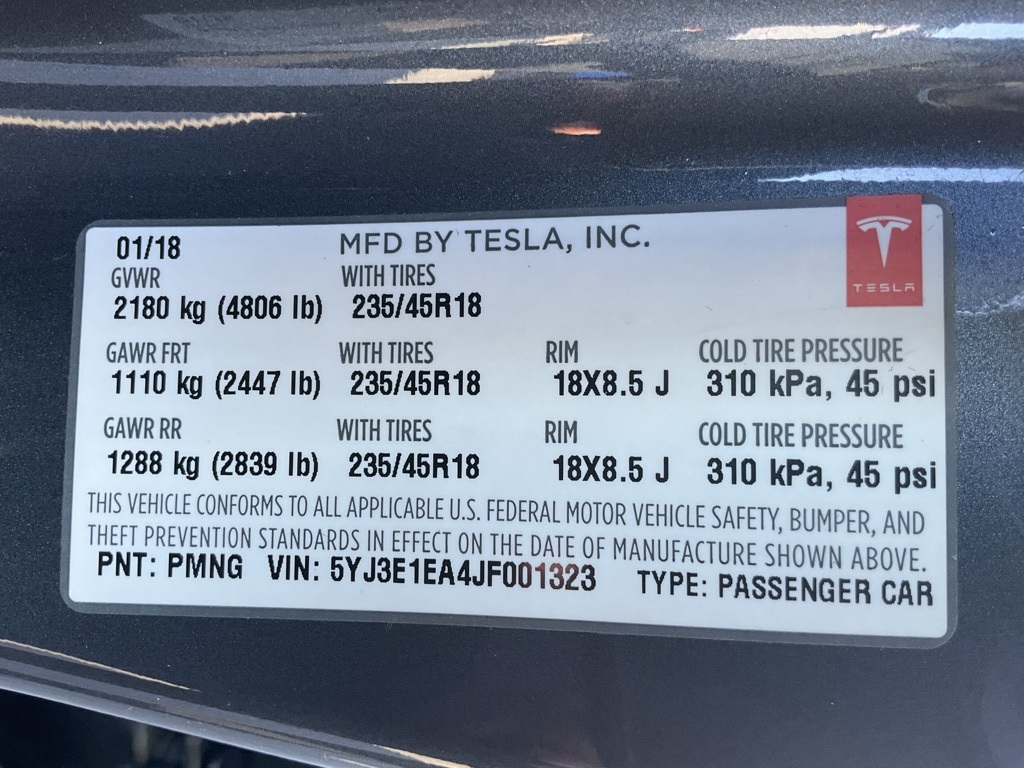 01/18 MFD BY TESLA, INC.
TESLA
GVWR WITH TIRES
2180 kg (4806 lb) 235/45R18
GAWR FRT WITH TIRES RIM COLD TIRE PRESSURE
1110 kg (2447 lb) 235/45R18 18X8.5 J 310 kPa, 45 psi
GAWR RR WITH TIRES RIM COLD TIRE PRESSURE
1288 kg (2839 lb) 235/45R18 18X8.5 J 310 kPa, 45 psi
THIS VEHICLE CONFORMS TO ALL APPLICABLE U.S. FEDERAL MOTOR VEHICLE SAFETY, BUMPER, AND
THEFT PREVENTION STANDARDS IN EFFECT ON THE DATE OF MANUFACTURE SHOWN ABOVE.
PNT: PMNG VIN: 5YJ3E1EA4JF001323 TYPE: PASSENGER CAR